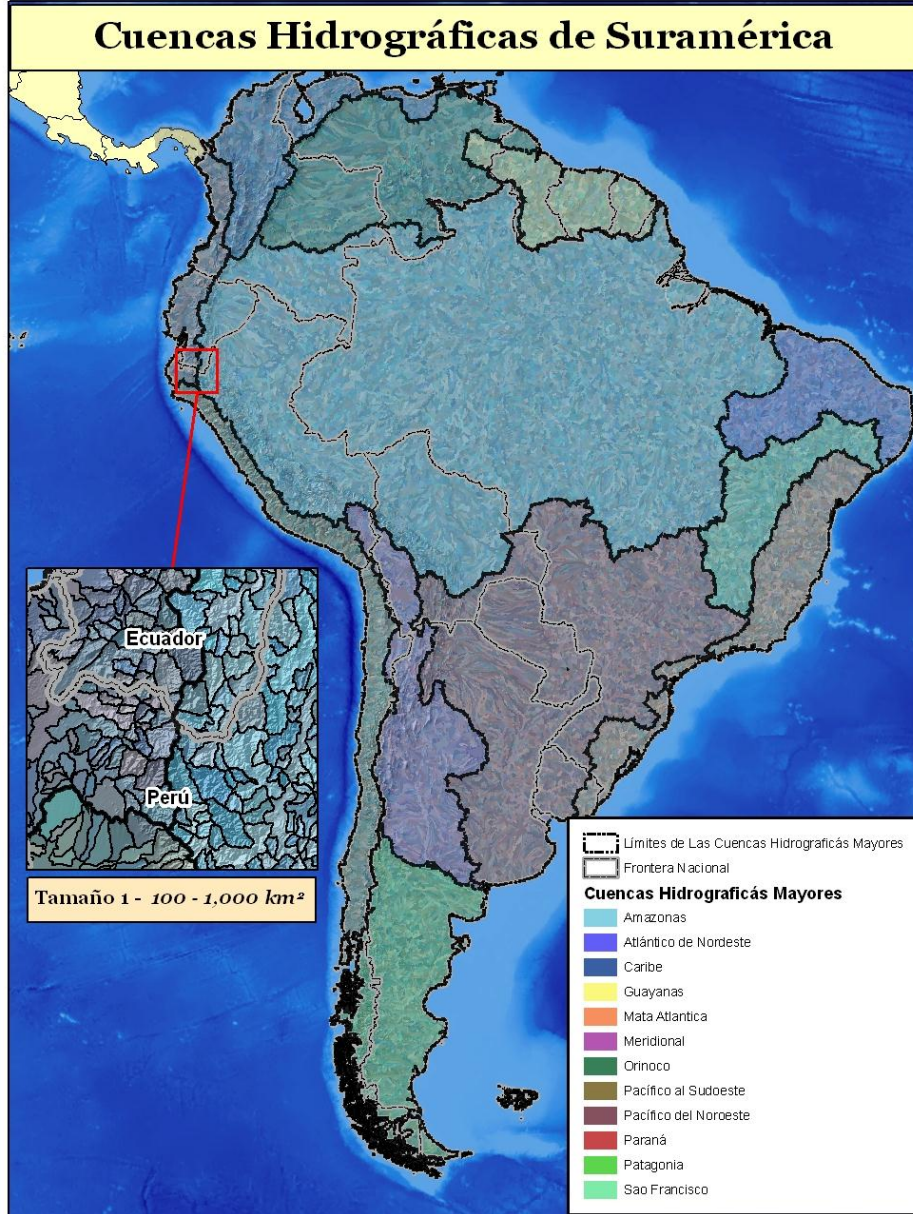 Cuencas Hidrográficas de Suramérica
Ecuador
Perú
Tamaño 1 - 100 - 1,000 km²
Límites de Las Cuencas Hidrograficás Mayores
Frontera Nacional
Cuencas Hidrograficás Mayores
Amazonas
Atlántico de Nordeste
Caribe
Guayanas
Mata Atlantica
Meridional
Orinoco
Pacífico al Sudoeste
Pacífico del Noroeste
Paraná
Patagonia
Sao Francisco